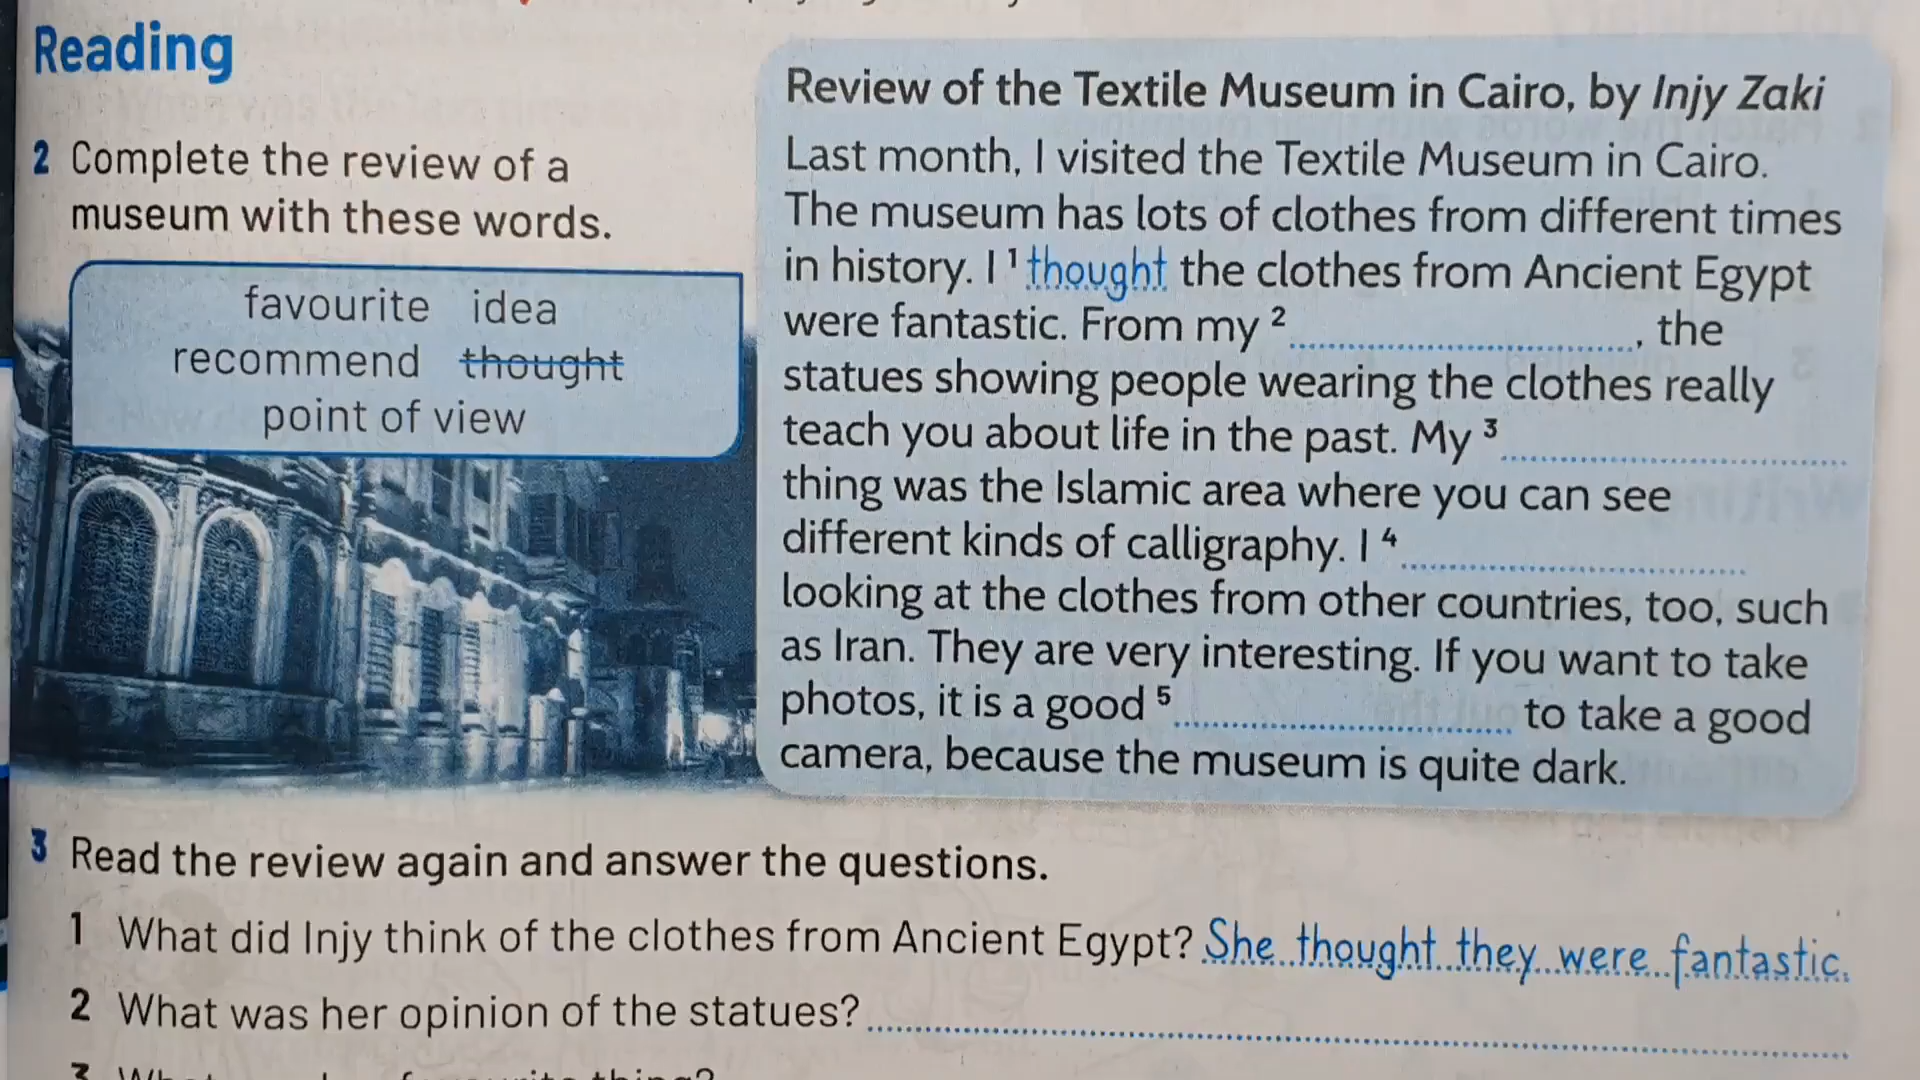 Reading
2 Complete the review of a
museum with these words.
favourite idea
recommend thought
point of view
Review of the Textile Museum in Cairo, by Injy Zaki
Last month, I visited the Textile Museum in Cairo.
The museum has lots of clothes from different times
in history. I 1 thought the clothes from Ancient Egypt
were fantastic. From my 2 ............, the
statues showing people wearing the clothes really
teach you about life in the past. My 3 ............
thing was the Islamic area where you can see
different kinds of calligraphy. I 4 ............
looking at the clothes from other countries, too, such
as Iran. They are very interesting. If you want to take
photos, it is a good 5 ............ to take a good
camera, because the museum is quite dark.
3 Read the review again and answer the questions.
1 What did Injy think of the clothes from Ancient Egypt? She thought they were fantastic.
2 What was her opinion of the statues? ............